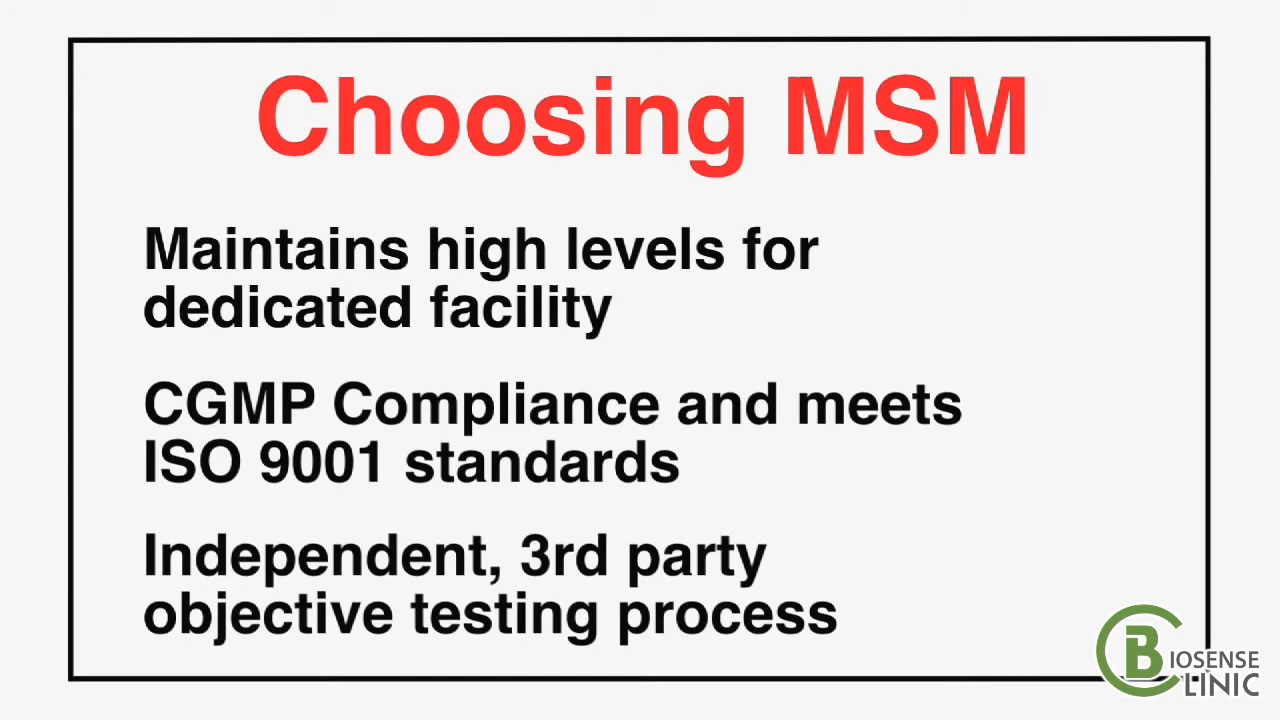 Choosing MSM
Maintains high levels for
dedicated facility
CGMP Compliance and meets
ISO 9001 standards
Independent, 3rd party
objective testing process
BIOSENSE
CLINIC